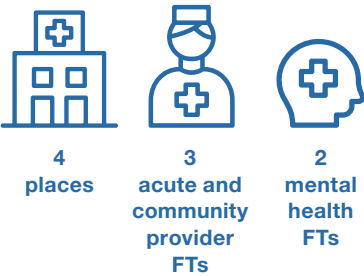 4
places
3
acute and
community
provider
FTs
2
mental
health
FTs